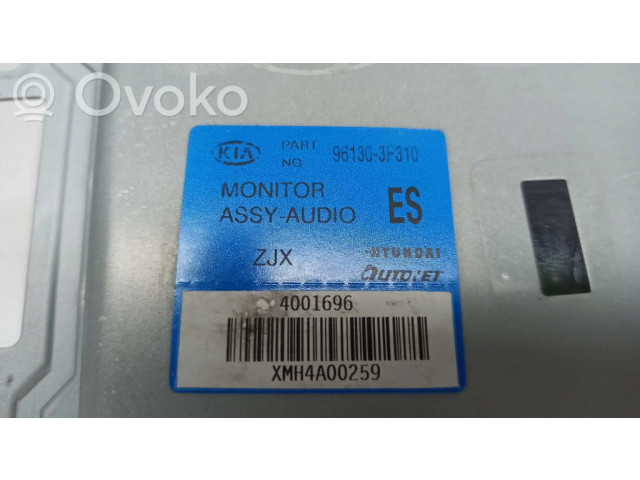 Ovoko
KIA PART NO. 96130-3F310
MONITOR
ASSY-AUDIO ES
ZJX HYUNDAI
AUTONET
4001696
XMH4A00259